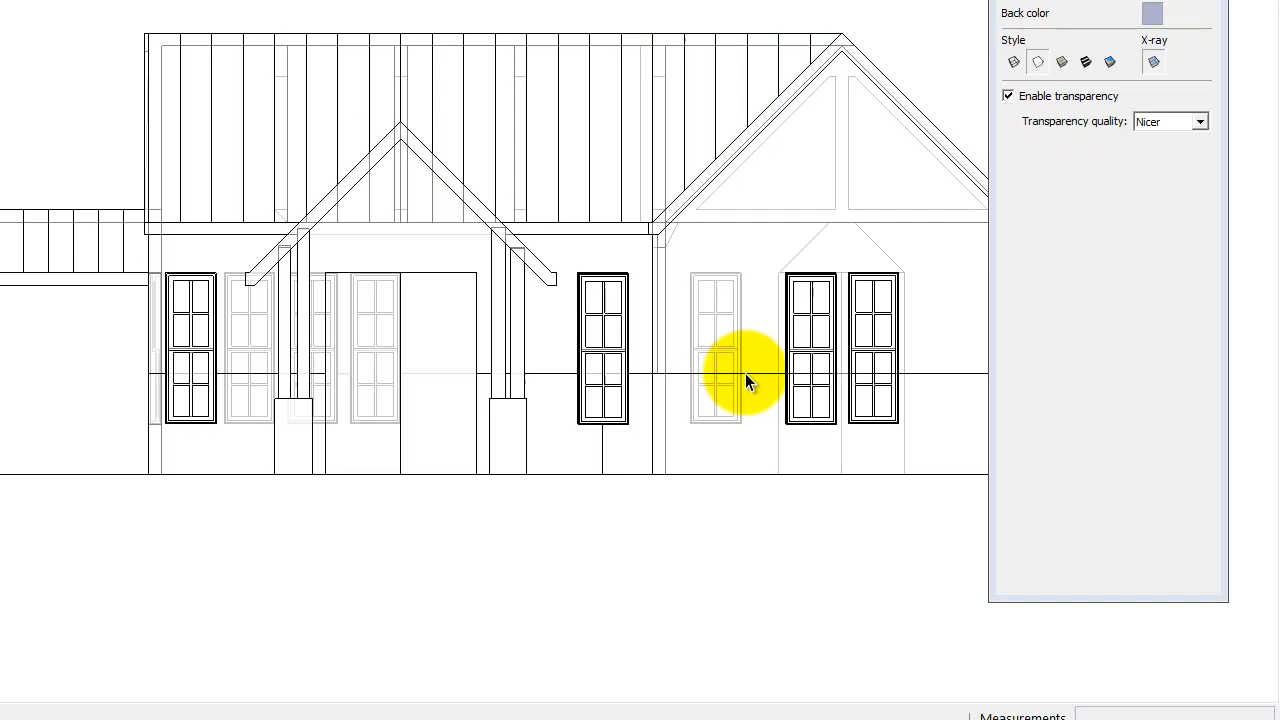 Back color
Style X-ray
Enable transparency
Transparency quality: Nicer
Measurements